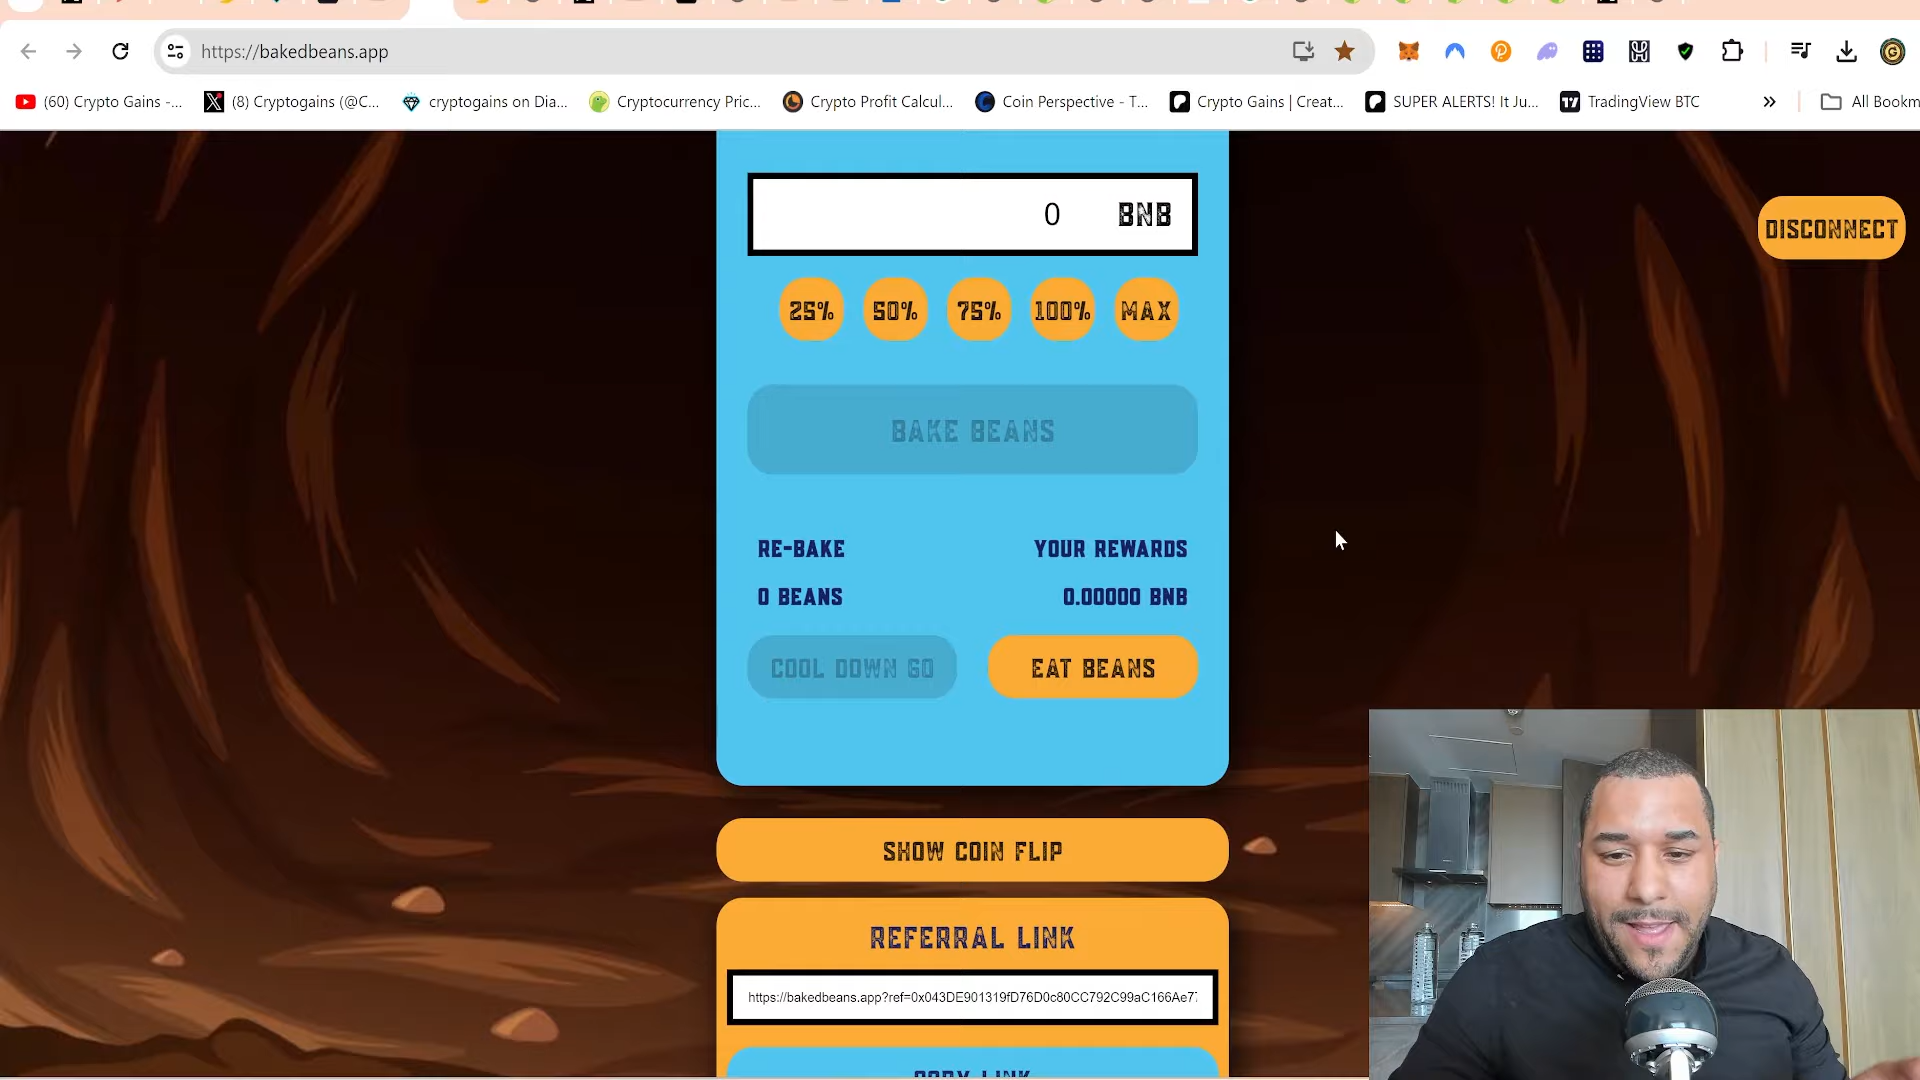 https://bakedbeans.app
(60) Crypto Gains -...
(8) Cryptogains (@C...
cryptogains on Dia...
Cryptocurrency Pric...
Crypto Profit Calcul...
Coin Perspective - T...
Crypto Gains | Creat...
SUPER ALERTS! It Ju...
TradingView BTC
All Bookm
0 BNB
DISCONNECT
25% 50% 75% 100% MAX
BAKE BEANS
RE-BAKE YOUR REWARDS
0 BEANS 0.00000 BNB
COOL DOWN 60 EAT BEANS
SHOW COIN FLIP
REFERRAL LINK
https://bakedbeans.app?ref=0x043DE901319fD76D0c80CC792C99aC166Ae7
COPY LINK